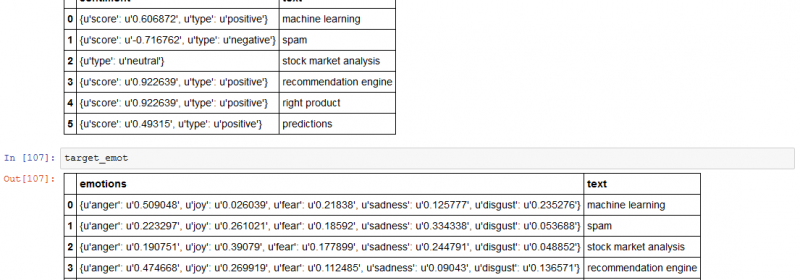 sentiment text
0 {u'score': u'0.606872', u'type': u'positive'} machine learning
1 {u'score': u'-0.716762', u'type': u'negative'} spam
2 {u'type': u'neutral'} stock market analysis
3 {u'score': u'0.922639', u'type': u'positive'} recommendation engine
4 {u'score': u'0.922639', u'type': u'positive'} right product
5 {u'score': u'0.49315', u'type': u'positive'} predictions
In [107]: target_emot
Out[107]:
emotions text
0 {u'anger': u'0.509048', u'joy': u'0.026039', u'fear': u'0.21838', u'sadness': u'0.125777', u'disgust': u'0.235276'} machine learning
1 {u'anger': u'0.223297', u'joy': u'0.261021', u'fear': u'0.18592', u'sadness': u'0.334338', u'disgust': u'0.053688'} spam
2 {u'anger': u'0.190751', u'joy': u'0.39079', u'fear': u'0.177899', u'sadness': u'0.244791', u'disgust': u'0.048852'} stock market analysis
3 {u'anger': u'0.474668', u'joy': u'0.269919', u'fear': u'0.112485', u'sadness': u'0.09043', u'disgust': u'0.136571'} recommendation engine